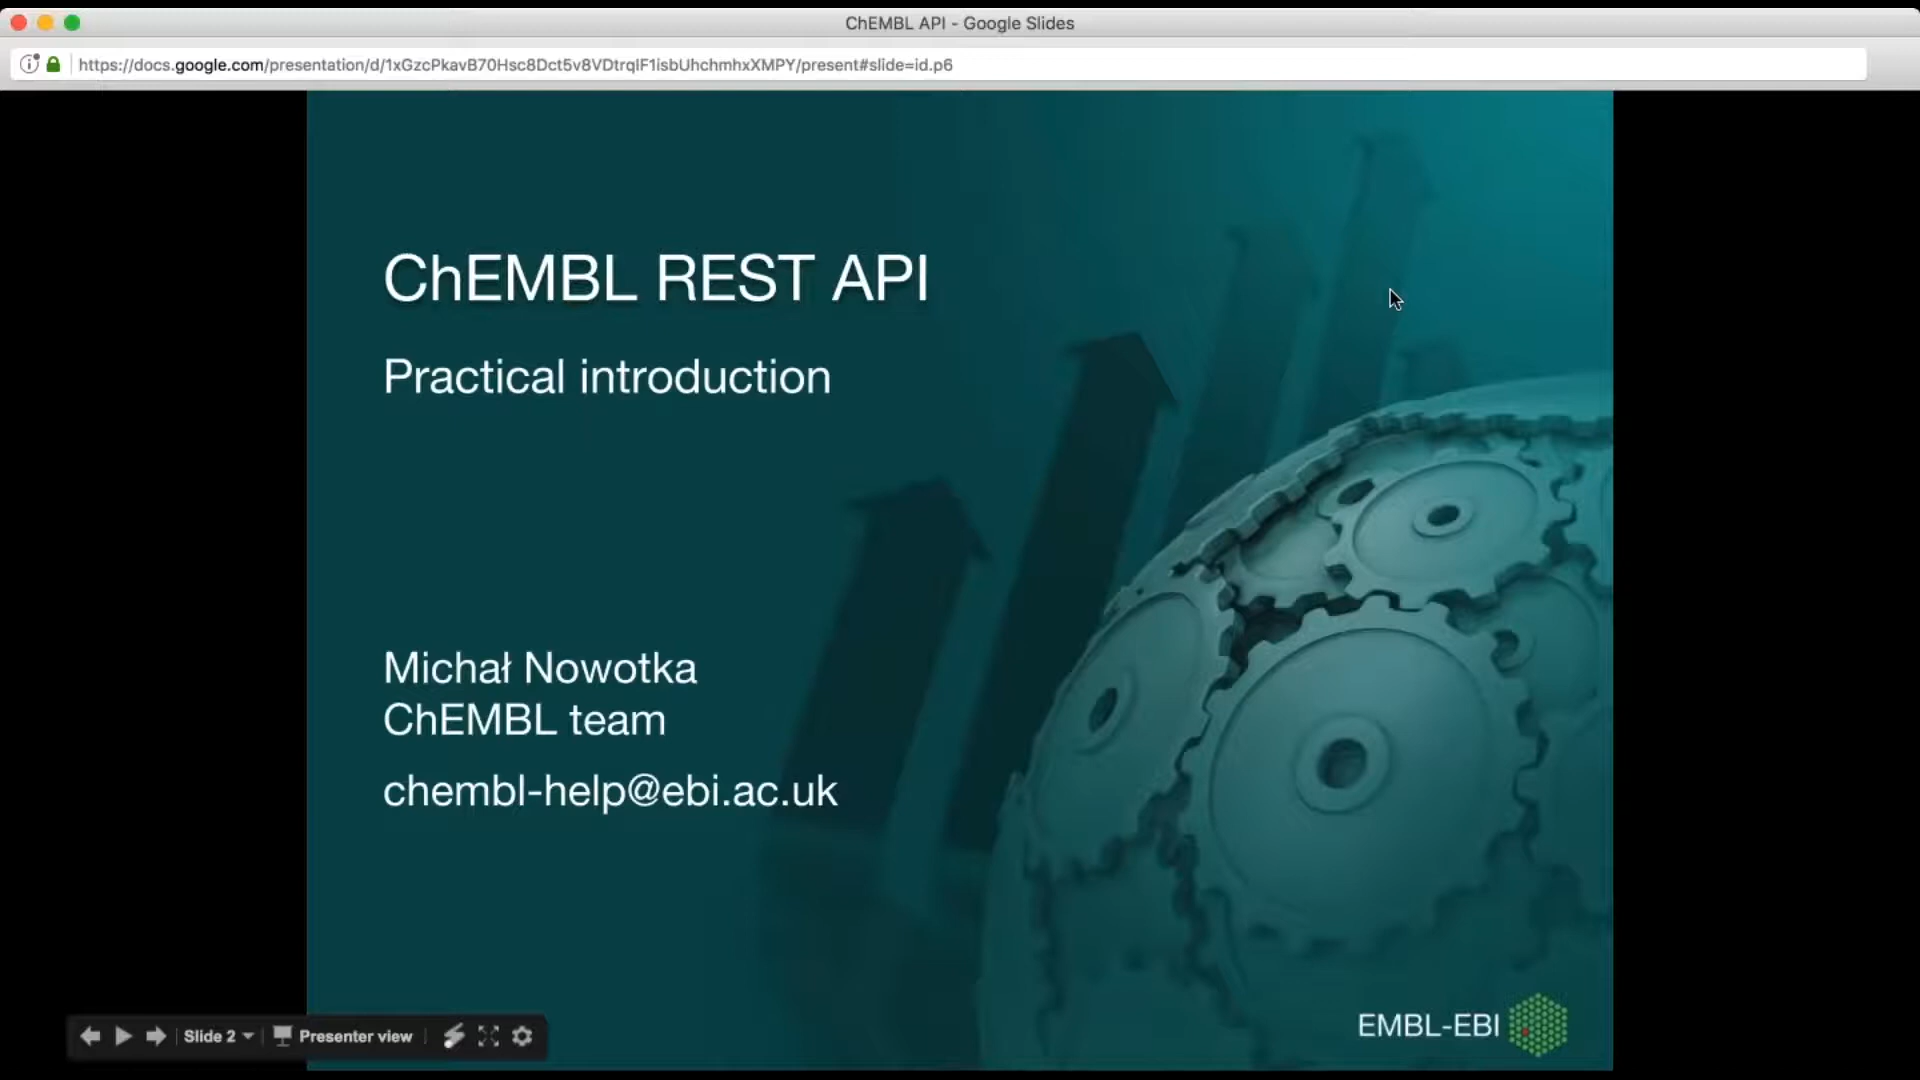 ChEMBL API - Google Slides
https://docs.google.com/presentation/d/1xGzcPkavB70Hsc8Dct5v8VDtrqIF1isbUhchmhxXMPY/present#slide=id.p6
ChEMBL REST API
Practical introduction
Michał Nowotka
ChEMBL team
chembl-help@ebi.ac.uk
EMBL-EBI
Slide 2
Presenter view